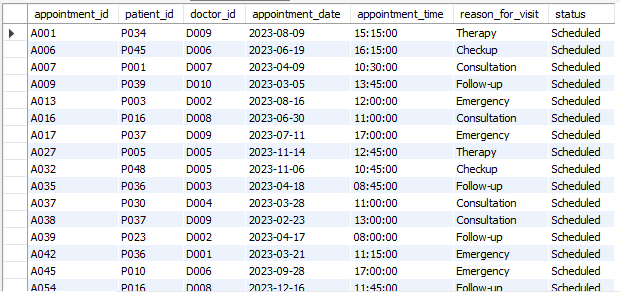 appointment_id patient_id doctor_id appointment_date appointment_time reason_for_visit status
A001 P034 D009 2023-08-09 15:15:00 Therapy Scheduled
A006 P045 D006 2023-06-19 16:15:00 Checkup Scheduled
A007 P001 D007 2023-04-09 10:30:00 Consultation Scheduled
A009 P039 D010 2023-03-05 13:45:00 Follow-up Scheduled
A013 P003 D002 2023-08-16 12:00:00 Emergency Scheduled
A016 P016 D008 2023-06-30 11:00:00 Consultation Scheduled
A017 P037 D009 2023-07-11 17:00:00 Emergency Scheduled
A027 P005 D005 2023-11-14 12:45:00 Therapy Scheduled
A032 P048 D005 2023-11-06 10:45:00 Checkup Scheduled
A035 P036 D003 2023-04-18 08:45:00 Follow-up Scheduled
A037 P030 D004 2023-03-28 11:00:00 Consultation Scheduled
A038 P037 D009 2023-02-23 13:00:00 Consultation Scheduled
A039 P023 D002 2023-04-17 08:00:00 Follow-up Scheduled
A042 P036 D001 2023-03-21 11:15:00 Emergency Scheduled
A045 P010 D006 2023-09-28 17:00:00 Emergency Scheduled
A054 P016 D008 2023-12-16 11:45:00 Follow-up Scheduled